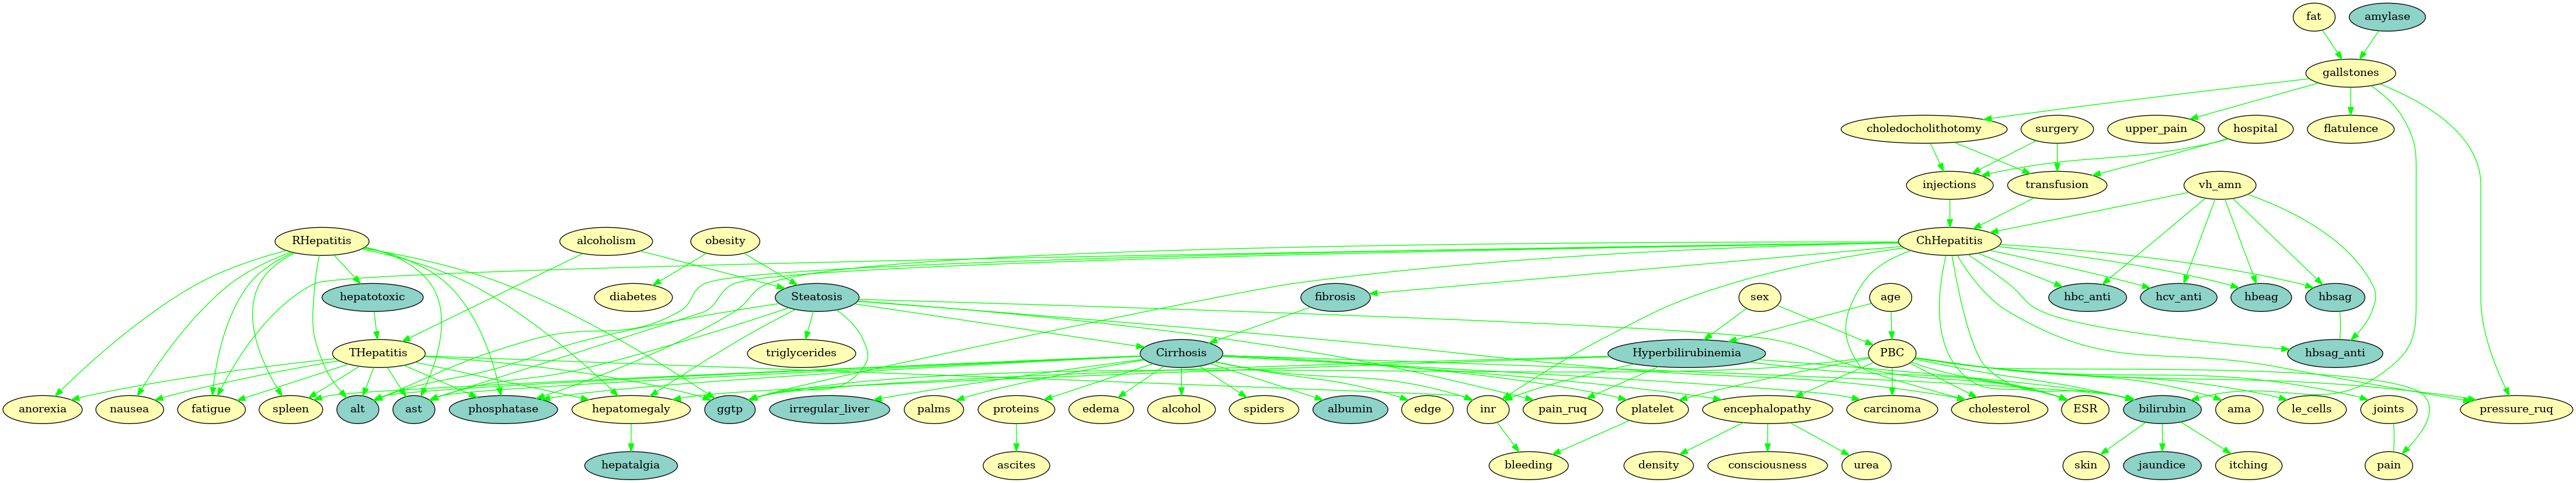 fat
amylase
gallstones
choledocholithotomy
surgery
upper_pain
hospital
flatulence
injections
transfusion
vh_amn
RHepatitis
alcoholism
obesity
ChHepatitis
hepatotoxic
diabetes
Steatosis
fibrosis
sex
age
hbc_anti
hcv_anti
hbeag
hbsag
THepatitis
triglycerides
Cirrhosis
Hyperbilirubinemia
PBC
hbsag_anti
anorexia
nausea
fatigue
spleen
alt
ast
phosphatase
hepatomegaly
ggtp
irregular_liver
palms
proteins
edema
alcohol
spiders
albumin
edge
inr
pain_ruq
platelet
encephalopathy
carcinoma
cholesterol
ESR
bilirubin
ama
le_cells
joints
pressure_ruq
hepatalgia
ascites
bleeding
density
consciousness
urea
skin
jaundice
itching
pain